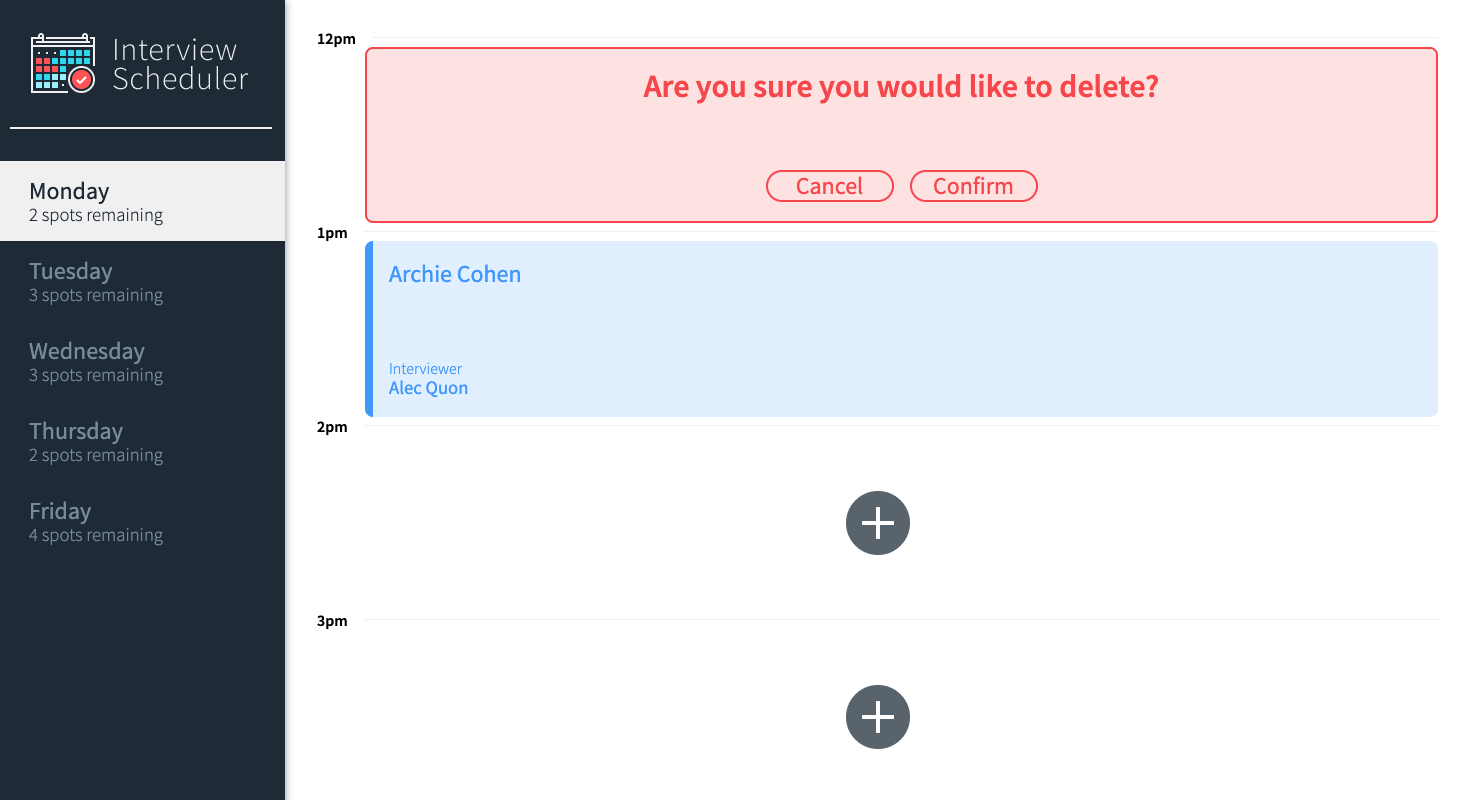 Interview
Scheduler
Monday
2 spots remaining
Tuesday
3 spots remaining
Wednesday
3 spots remaining
Thursday
2 spots remaining
Friday
4 spots remaining
12pm
Are you sure you would like to delete?
Cancel Confirm
1pm
Archie Cohen
Interviewer
Alec Quon
2pm
3pm